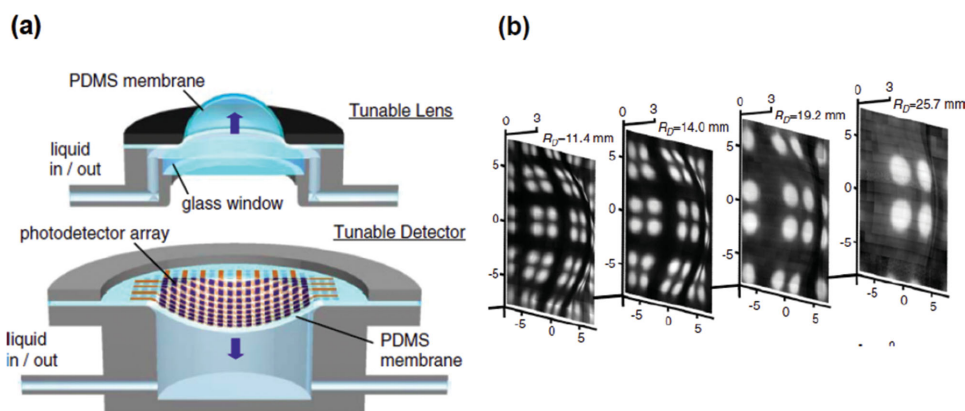 (a)
PDMS membrane
Tunable Lens
liquid
in / out
glass window
photodetector array
Tunable Detector
liquid
in / out
PDMS
membrane
(b)
0 3
R_D=11.4 mm
5
0
-5
-5 0 5
0 3
R_D=14.0 mm
5
0
-5
-5 0 5
0 3
R_D=19.2 mm
5
0
-5
-5 0 5
0 3
R_D=25.7 mm
5
0
-5
-5 0 5